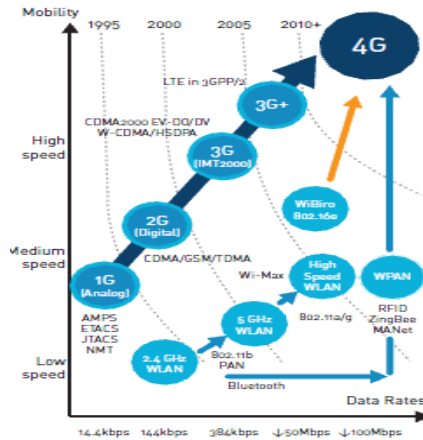 Mobility
1995
2000
2005
2010+
4G
LTE in 3GPP/2
3G+
CDMA2000 EV-DO/DV
W-CDMA/HSDPA
High
speed
3G
(IMT2000)
WiBiro
802.16e
2G
(Digital)
Medium
speed
CDMA/GSM/TDMA
1G
(Analog)
Wi-Max
High
Speed
WLAN
WPAN
AMPS
ETACS
JTACS
NMT
5 GHz
WLAN
802.11a/g
RFID
ZingBee
MANet
Low
speed
2.4 GHz
WLAN
802.11b
PAN
Bluetooth
Data Rates
14.4kbps
144kbps
384kbps
↓50Mbps
↓100Mbps